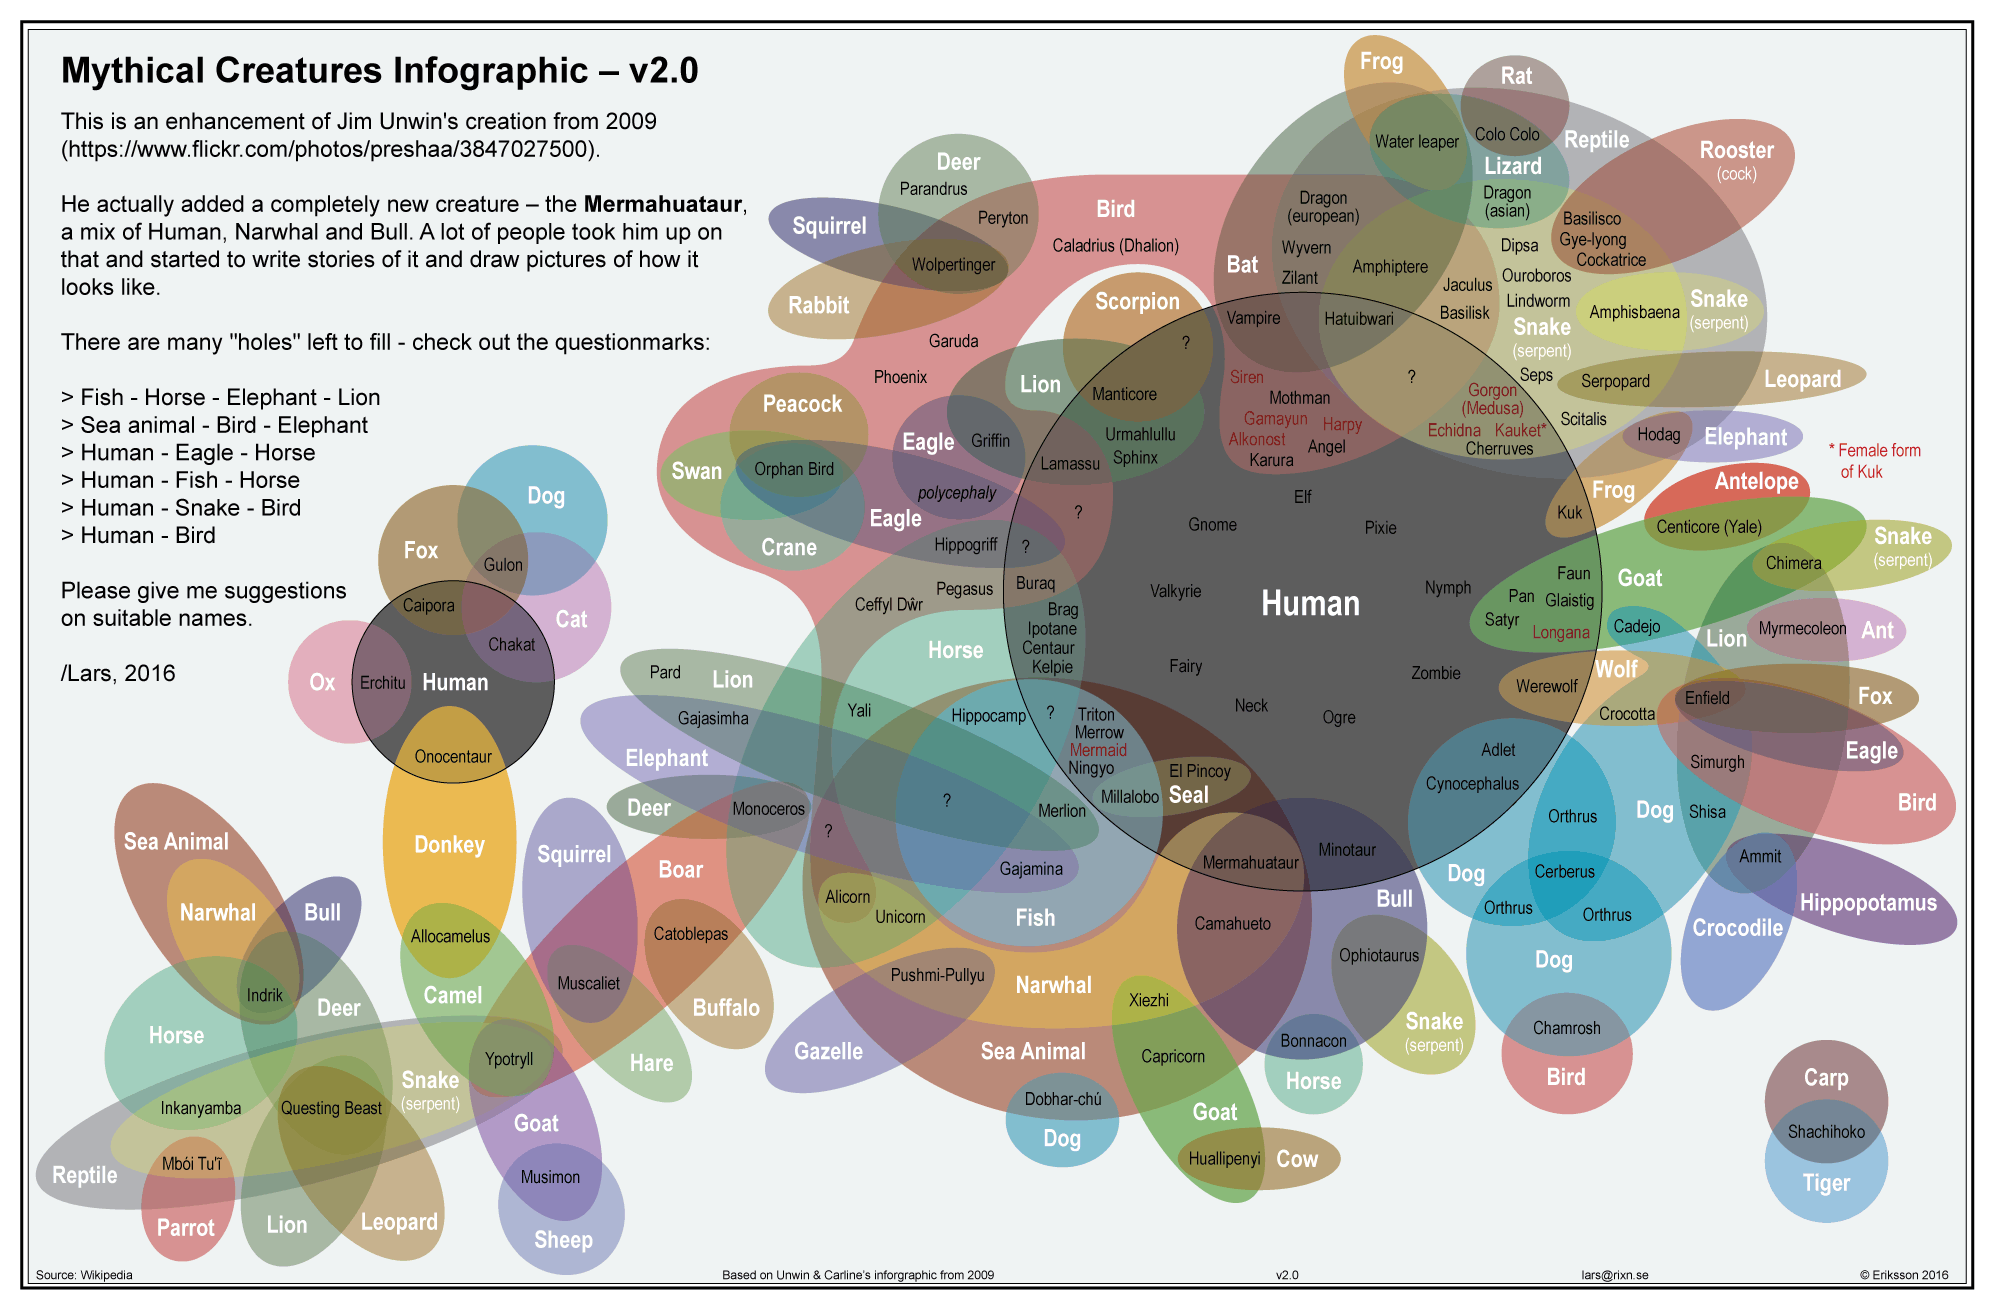 Mythical Creatures Infographic – v2.0
This is an enhancement of Jim Unwin's creation from 2009
(https://www.flickr.com/photos/preshaa/3847027500).
He actually added a completely new creature – the Mermahuataur,
a mix of Human, Narwhal and Bull. A lot of people took him up on
that and started to write stories of it and draw pictures of how it
looks like.
There are many "holes" left to fill - check out the questionmarks:
> Fish - Horse - Elephant - Lion
> Sea animal - Bird - Elephant
> Human - Eagle - Horse
> Human - Fish - Horse
> Human - Snake - Bird
> Human - Bird
Please give me suggestions
on suitable names.
/Lars, 2016
Dog
Fox
Gulon
Caipora
Cat
Chakat
Ox
Erchitu
Human
Onocentaur
Donkey
Allocamelus
Camel
Sea Animal
Narwhal
Bull
Indrik
Deer
Horse
Inkanyamba
Questing Beast
Snake
(serpent)
Ypotryll
Goat
Reptile
Mbói Tu'ĩ
Parrot
Lion
Leopard
Musimon
Sheep
Squirrel
Muscaliet
Hare
Boar
Catoblepas
Buffalo
Deer
Monoceros
?
Deer
Parandrus
Peryton
Squirrel
Wolpertinger
Rabbit
Bird
Caladrius (Dhalion)
Garuda
Phoenix
Scorpion
?
Manticore
Lion
Urmahlullu
Sphinx
Lamassu
?
Peacock
Swan
Orphan Bird
Crane
Eagle
Griffin
polycephaly
Eagle
Hippogriff
?
Pegasus
Buraq
Ceffyl Dŵr
Horse
Brag
Ipotane
Centaur
Kelpie
Pard
Lion
Gajasimha
Yali
Elephant
Hippocamp
?
Triton
Merrow
Mermaid
Ningyo
El Pincoy
Millalobo
Seal
?
Merlion
Gajamina
Alicorn
Unicorn
Fish
Pushmi-Pullyu
Gazelle
Narwhal
Sea Animal
Dobhar-chú
Dog
Xiezhi
Capricorn
Goat
Huallipenyi
Cow
Mermahuataur
Minotaur
Camahueto
Bull
Ophiotaurus
Snake
(serpent)
Bonnacon
Horse
Frog
Rat
Water leaper
Colo Colo
Reptile
Lizard
Dragon
(asian)
Rooster
(cock)
Dragon
(european)
Wyvern
Zilant
Bat
Amphiptere
Basilisco
Gye-lyong
Cockatrice
Dipsa
Ouroboros
Lindworm
Jaculus
Basilisk
Amphisbaena
Snake
(serpent)
Snake
(serpent)
Vampire
Hatuibwari
?
Seps
Serpopard
Leopard
Siren
Mothman
Gamayun
Harpy
Alkonost
Angel
Karura
Gorgon
(Medusa)
Echidna
Kauket*
Cherruves
Scitalis
Hodag
Elephant
* Female form
of Kuk
Frog
Kuk
Antelope
Centicore (Yale)
Snake
(serpent)
Chimera
Elf
Gnome
Pixie
Valkyrie
Human
Nymph
Fairy
Zombie
Neck
Ogre
Faun
Pan
Glaistig
Satyr
Longana
Goat
Cadejo
Lion
Myrmecoleon
Ant
Wolf
Werewolf
Crocotta
Enfield
Fox
Eagle
Simurgh
Bird
Shisa
Adlet
Cynocephalus
Orthrus
Dog
Dog
Cerberus
Orthrus
Orthrus
Dog
Ammit
Hippopotamus
Crocodile
Chamrosh
Bird
Carp
Shachihoko
Tiger
Source: Wikipedia
Based on Unwin & Carline's inforgraphic from 2009
v2.0
lars@rixn.se
© Eriksson 2016